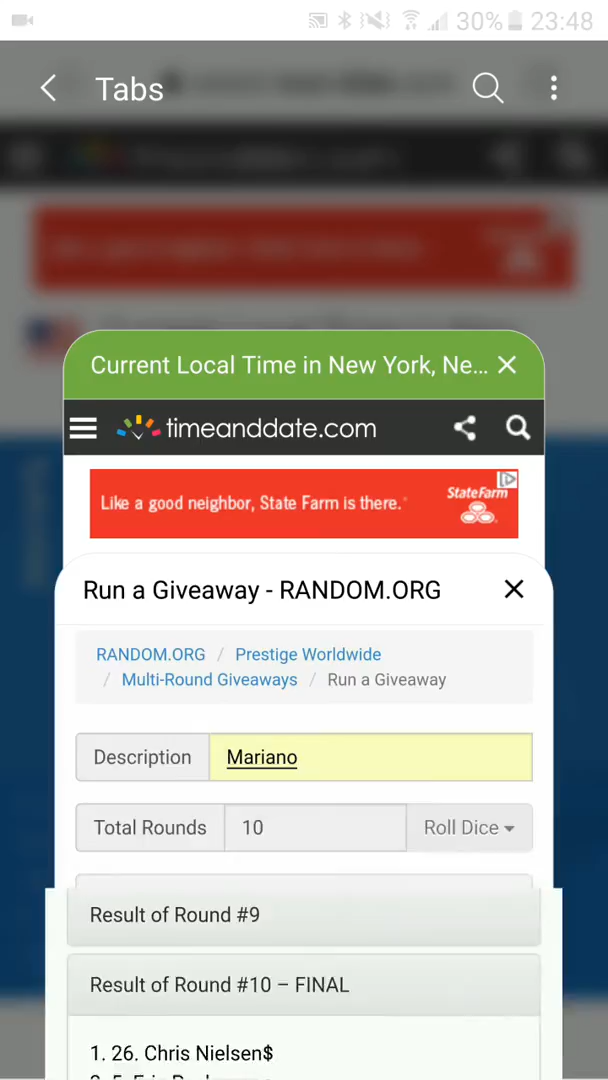 30% 23:48
Tabs
Current Local Time in New York, Ne...
timeanddate.com
Like a good neighbor, State Farm is there.
StateFarm
Run a Giveaway - RANDOM.ORG
RANDOM.ORG / Prestige Worldwide
/ Multi-Round Giveaways / Run a Giveaway
Description Mariano
Total Rounds 10 Roll Dice
Result of Round #9
Result of Round #10 – FINAL
1. 26. Chris Nielsen$